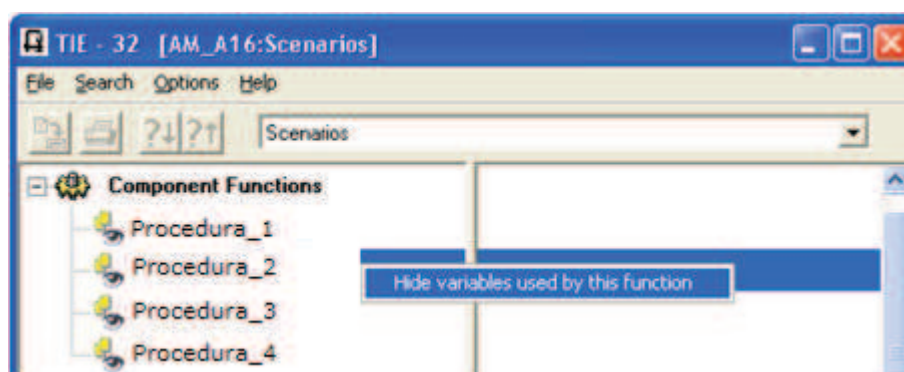 TIE - 32 [AM_A16:Scenarios]
File Search Options Help
Scenarios
Component Functions
Procedura_1
Procedura_2
Hide variables used by this function
Procedura_3
Procedura_4